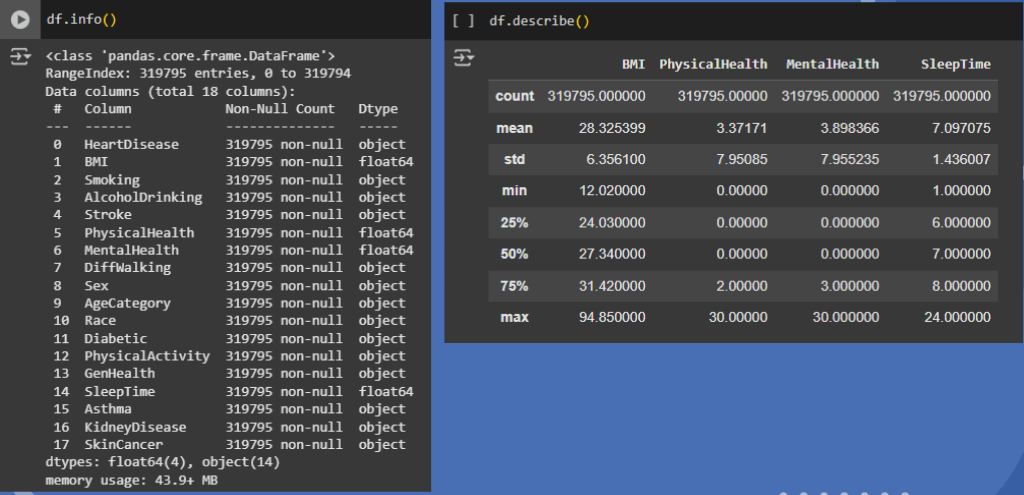 df.info()
<class 'pandas.core.frame.DataFrame'>
RangeIndex: 319795 entries, 0 to 319794
Data columns (total 18 columns):
 #   Column            Non-Null Count   Dtype
---  ------            --------------   -----
 0   HeartDisease      319795 non-null  object
 1   BMI               319795 non-null  float64
 2   Smoking           319795 non-null  object
 3   AlcoholDrinking   319795 non-null  object
 4   Stroke            319795 non-null  object
 5   PhysicalHealth    319795 non-null  float64
 6   MentalHealth      319795 non-null  float64
 7   DiffWalking       319795 non-null  object
 8   Sex               319795 non-null  object
 9   AgeCategory       319795 non-null  object
 10  Race              319795 non-null  object
 11  Diabetic          319795 non-null  object
 12  PhysicalActivity  319795 non-null  object
 13  GenHealth         319795 non-null  object
 14  SleepTime         319795 non-null  float64
 15  Asthma            319795 non-null  object
 16  KidneyDisease     319795 non-null  object
 17  SkinCancer        319795 non-null  object
dtypes: float64(4), object(14)
memory usage: 43.9+ MB
[ ] df.describe()
BMI PhysicalHealth MentalHealth SleepTime
count 319795.000000 319795.00000 319795.000000 319795.000000
mean 28.325399 3.37171 3.898366 7.097075
std 6.356100 7.95085 7.955235 1.436007
min 12.020000 0.00000 0.000000 1.000000
25% 24.030000 0.00000 0.000000 6.000000
50% 27.340000 0.00000 0.000000 7.000000
75% 31.420000 2.00000 3.000000 8.000000
max 94.850000 30.00000 30.000000 24.000000